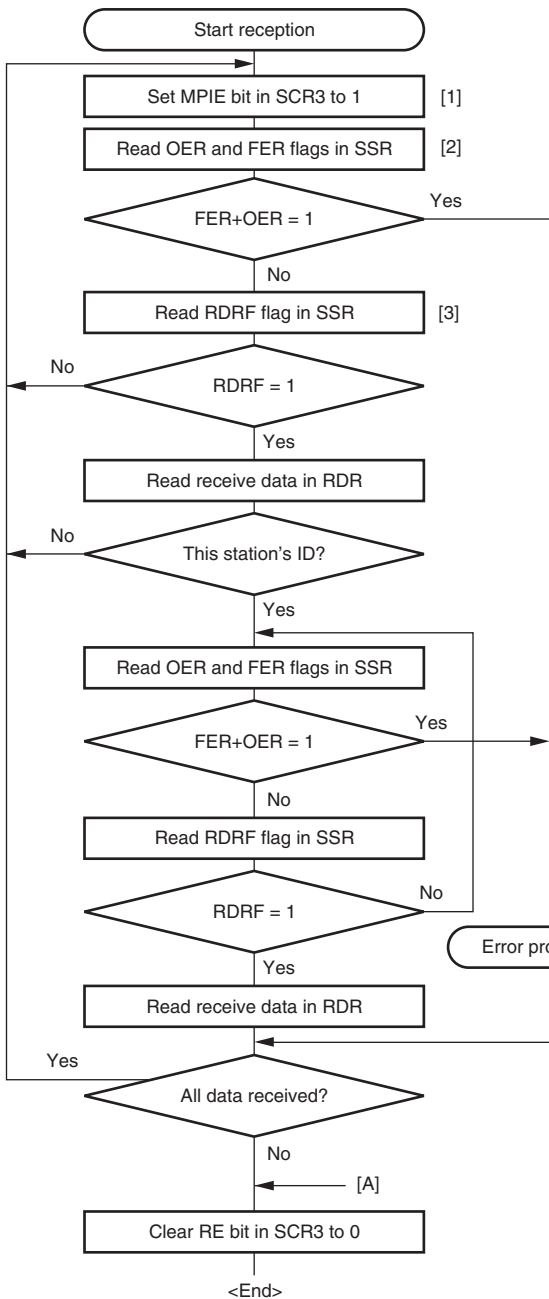 Start reception
Set MPIE bit in SCR3 to 1
[1]
Read OER and FER flags in SSR
[2]
Yes
FER+OER = 1
No
Read RDRF flag in SSR
[3]
No
RDRF = 1
Yes
Read receive data in RDR
No
This station's ID?
Yes
Read OER and FER flags in SSR
Yes
FER+OER = 1
No
Read RDRF flag in SSR
No
RDRF = 1
Error
Yes
Read receive data in RDR
Yes
All data received?
No
[A]
Clear RE bit in SCR3 to 0
<End>